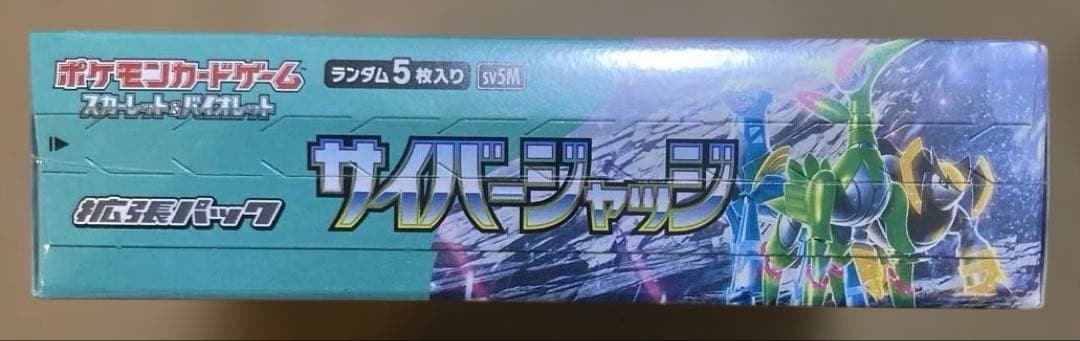 ポケモンカードゲーム
スカーレット&バイオレット
ランダム5枚入り
SV5M
拡張パック
サイバージャッジ